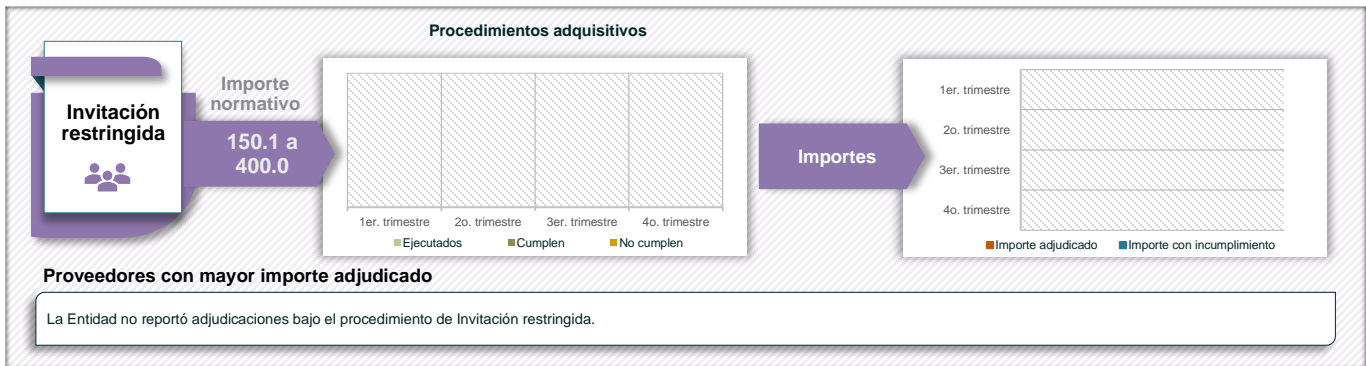 Procedimientos adquisitivos
Invitación
restringida
Importe
normativo
150.1 a
400.0
1er. trimestre
2o. trimestre
3er. trimestre
4o. trimestre
Ejecutados
Cumplen
No cumplen
Importes
1er. trimestre
2o. trimestre
3er. trimestre
4o. trimestre
Importe adjudicado
Importe con incumplimiento
Proveedores con mayor importe adjudicado
La Entidad no reportó adjudicaciones bajo el procedimiento de Invitación restringida.